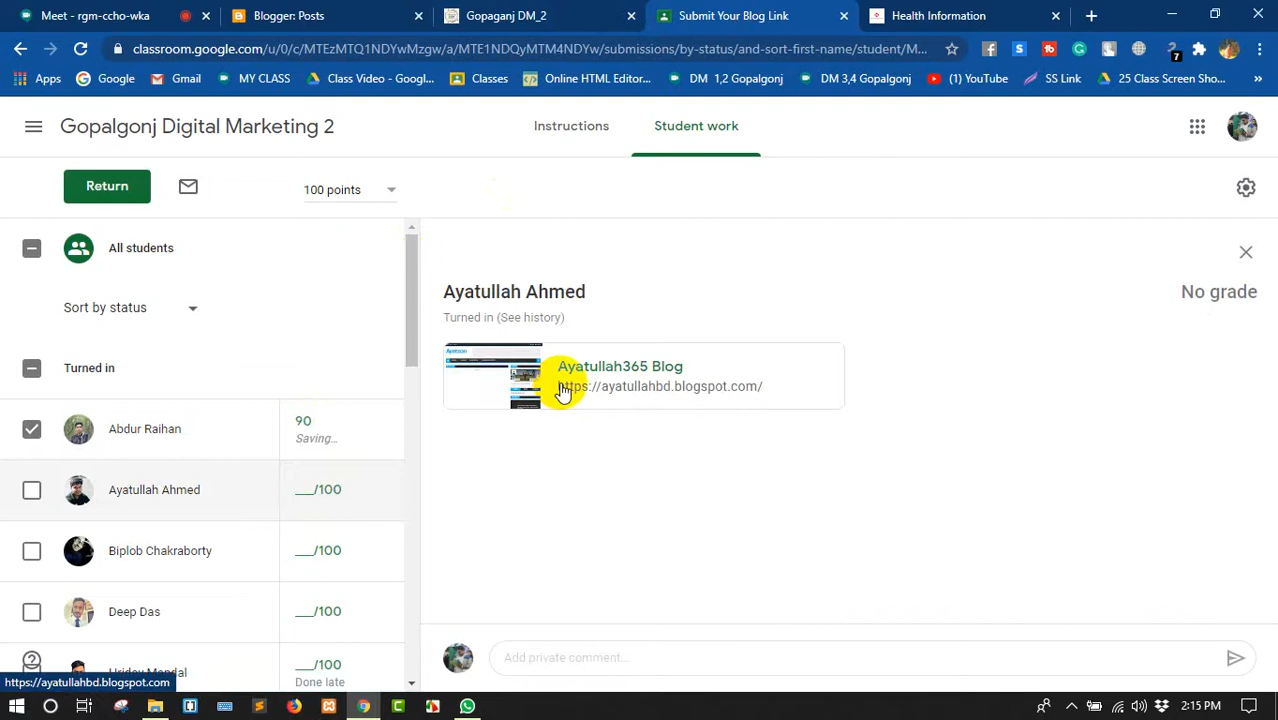 Meet - rgm-ccho-wka
Blogger: Posts
Gopaganj DM_2
Submit Your Blog Link
Health Information
classroom.google.com/u/0/c/MTEzMTQ1NDYwMzgw/a/MTE1NDQyMTM4NDYw/submissions/by-status/and-sort-first-name/student/M...
7
Apps
Google
Gmail
MY CLASS
Class Video - Googl...
Classes
Online HTML Editor...
DM 1,2 Gopalgonj
DM 3,4 Gopalgonj
(1) YouTube
SS Link
25 Class Screen Sho...
Gopalgonj Digital Marketing 2
Instructions
Student work
Return
100 points
All students
Sort by status
Turned in
Abdur Raihan
90
Saving...
Ayatullah Ahmed
___/100
Biplob Chakraborty
___/100
Deep Das
___/100
Hriday Mandal
___/100
Done late
Ayatullah Ahmed
No grade
Turned in (See history)
Ayatullah365 Blog
https://ayatullahbd.blogspot.com/
Add private comment...
https://ayatullahbd.blogspot.com
2:15 PM